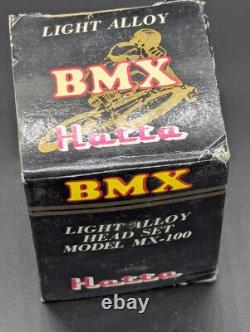 LIGHT ALLOY
BMX
Hatta
BMX
LIGHT ALLOY
HEAD SET
MODEL MX-100
Hatta